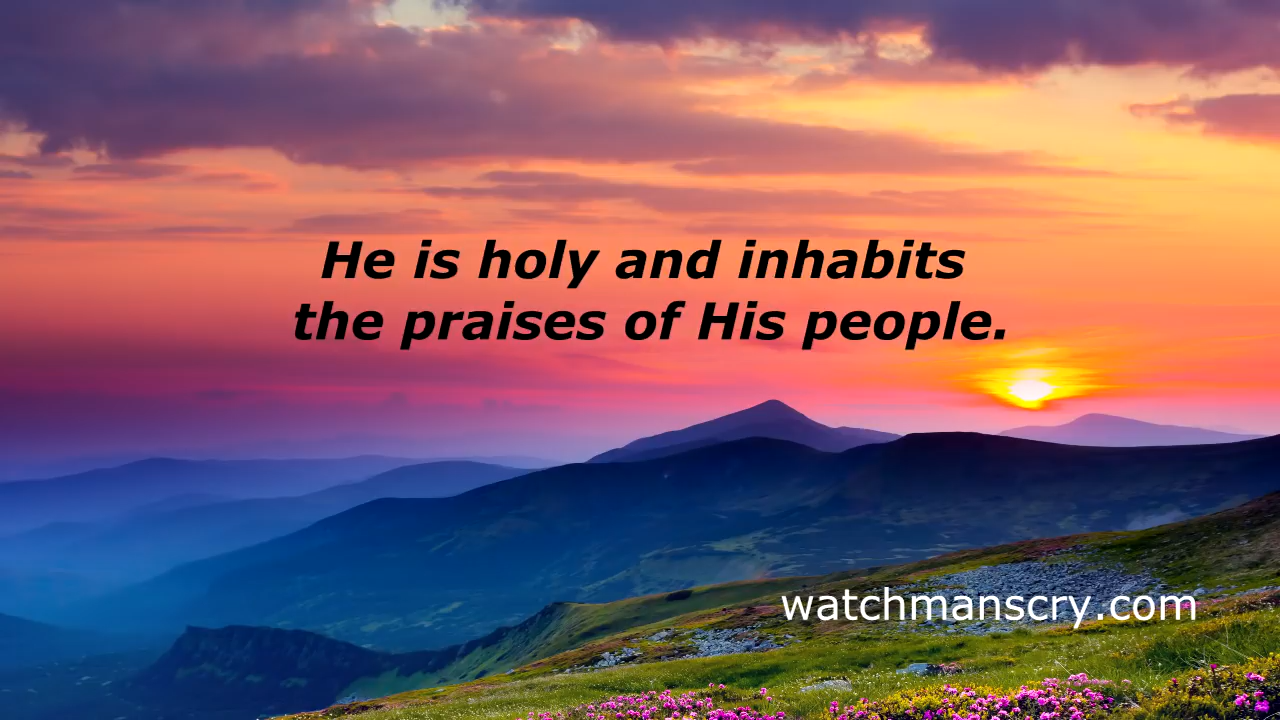 He is holy and inhabits
the praises of His people.
watchmanscry.com